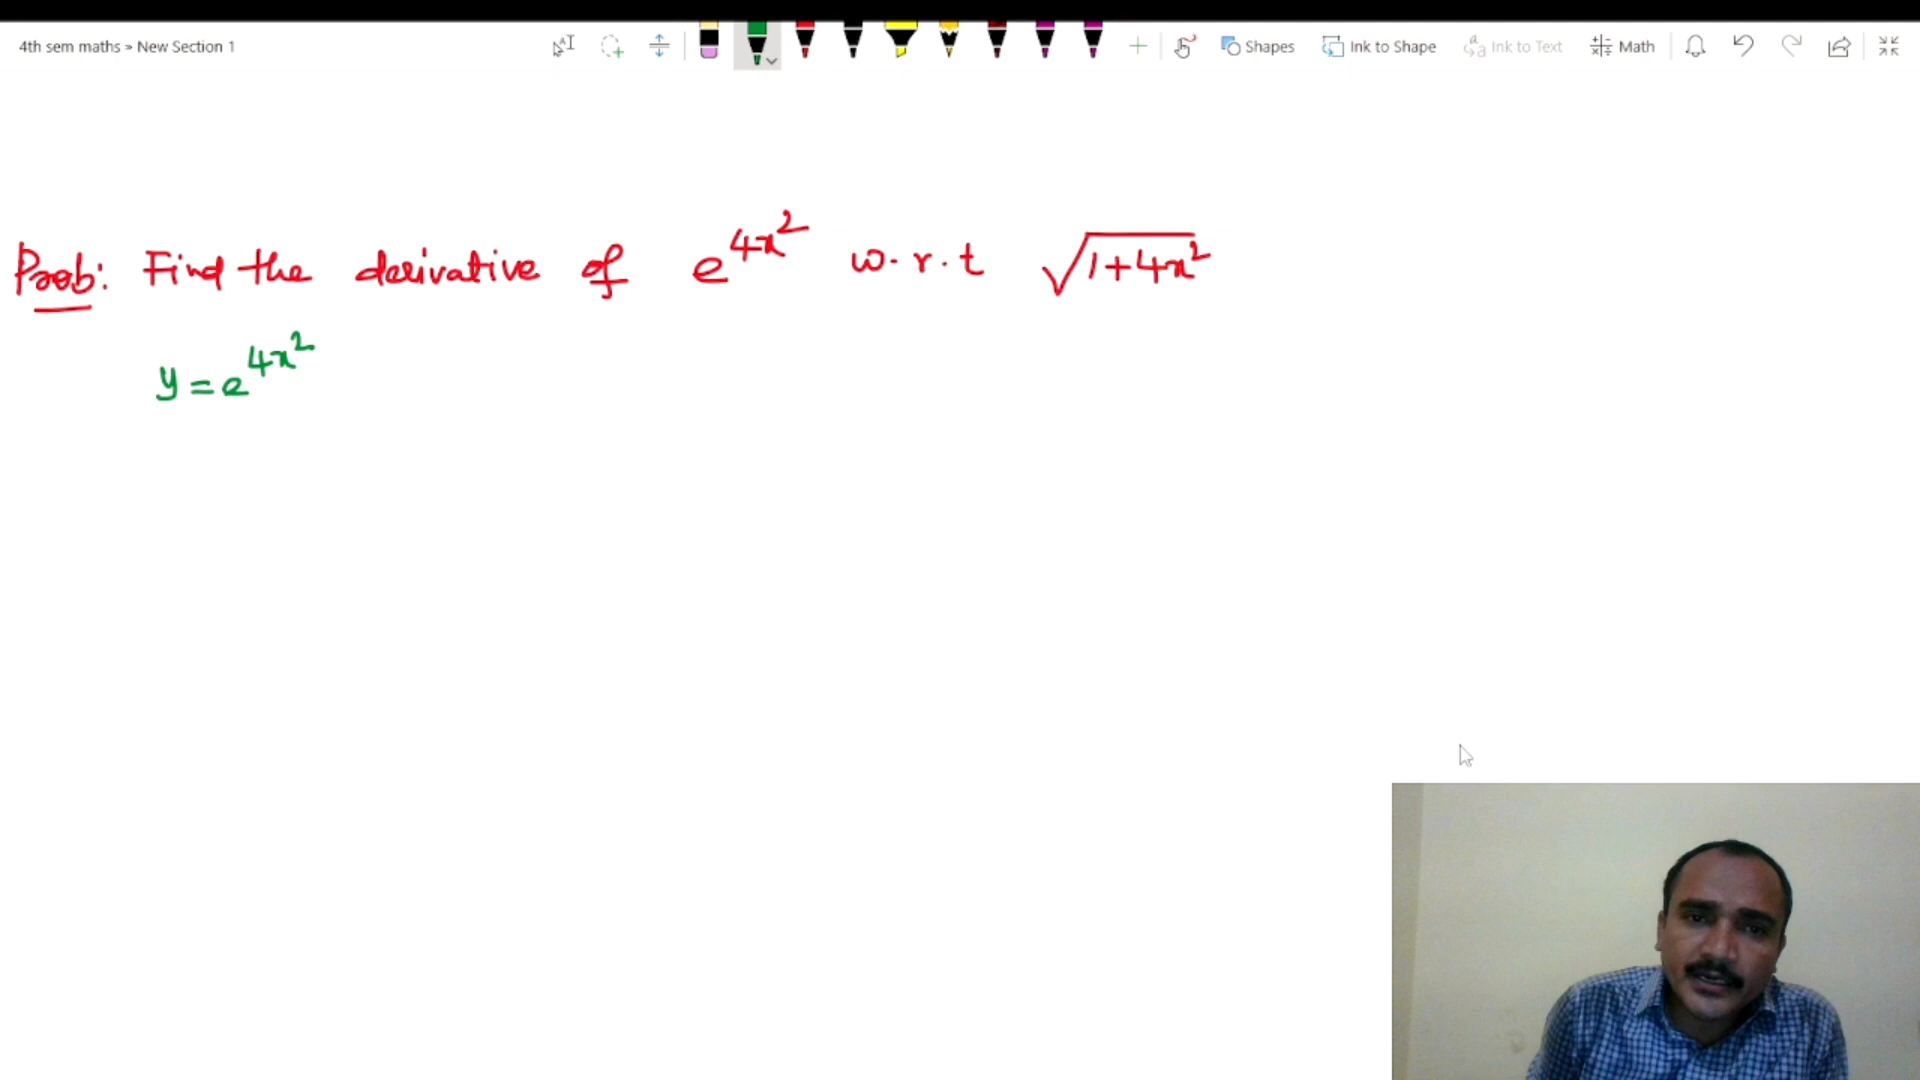 4th sem maths » New Section 1
Shapes Ink to Shape Ink to Text Math
Prob: Find the derivative of e^{4x^2} w.r.t √(1+4x^2)
y = e^{4x^2}